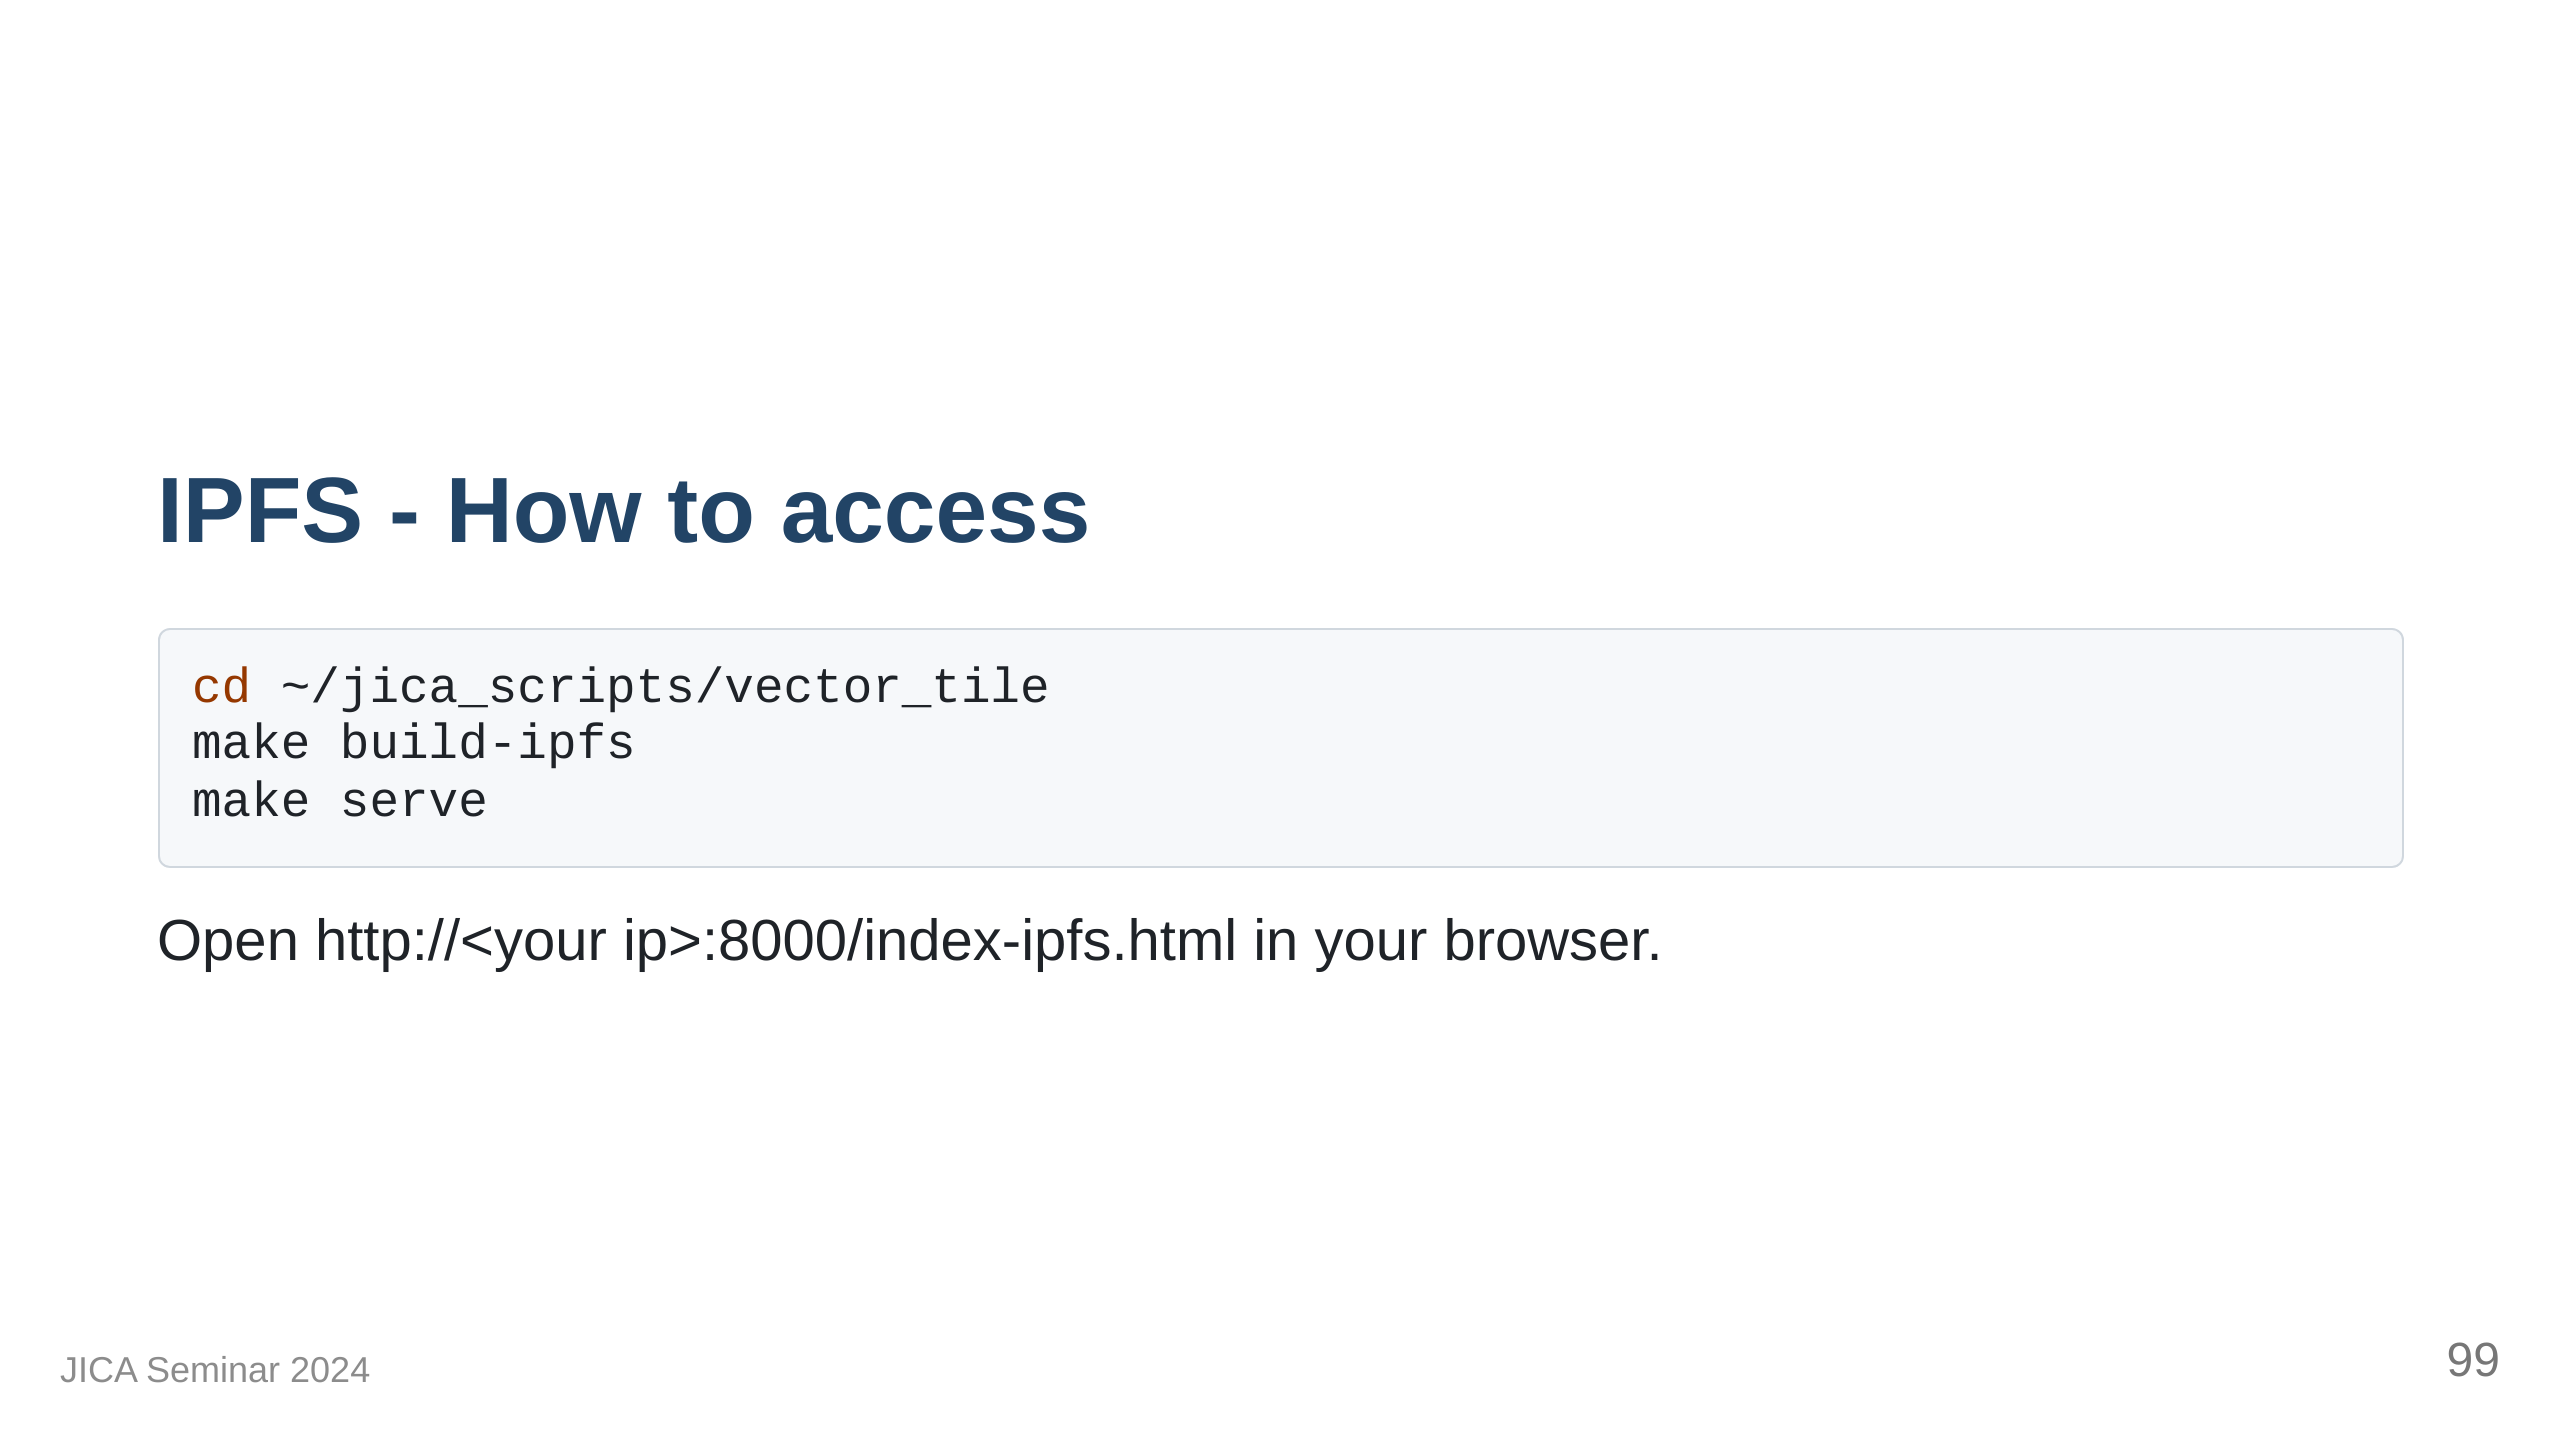 IPFS - How to access
cd ~/jica_scripts/vector_tile
make build-ipfs
make serve
Open http://<your ip>:8000/index-ipfs.html in your browser.
JICA Seminar 2024
99